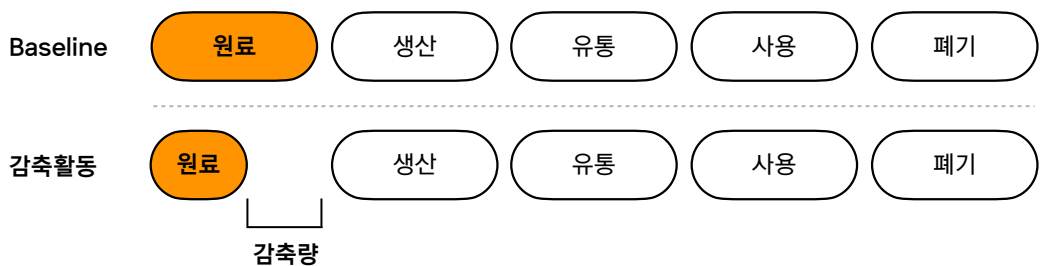 Baseline 원료 생산 유통 사용 폐기
감축활동 원료 생산 유통 사용 폐기
감축량